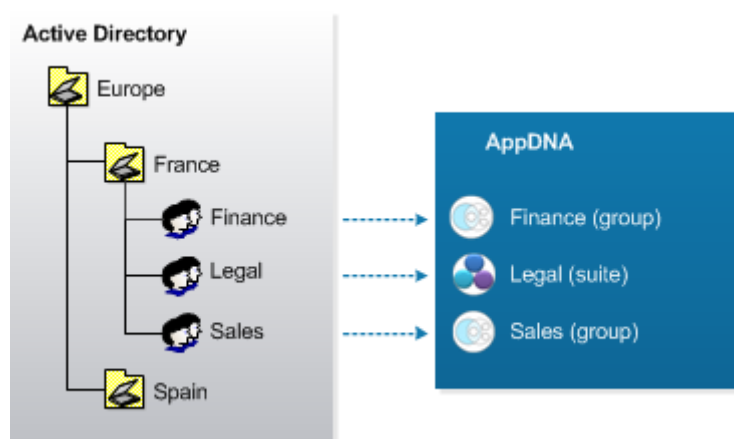 Active Directory
Europe
France
Finance
Legal
Sales
Spain
AppDNA
Finance (group)
Legal (suite)
Sales (group)